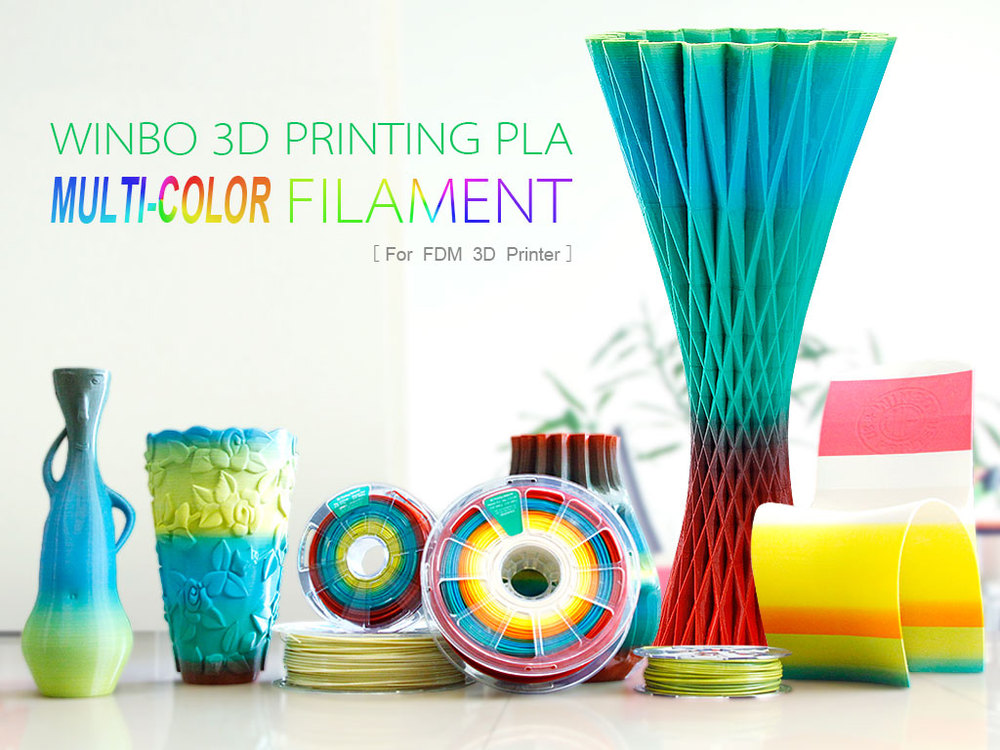 WINBO 3D PRINTING PLA
MULTI-COLOR FILAMENT
[ For FDM 3D Printer ]